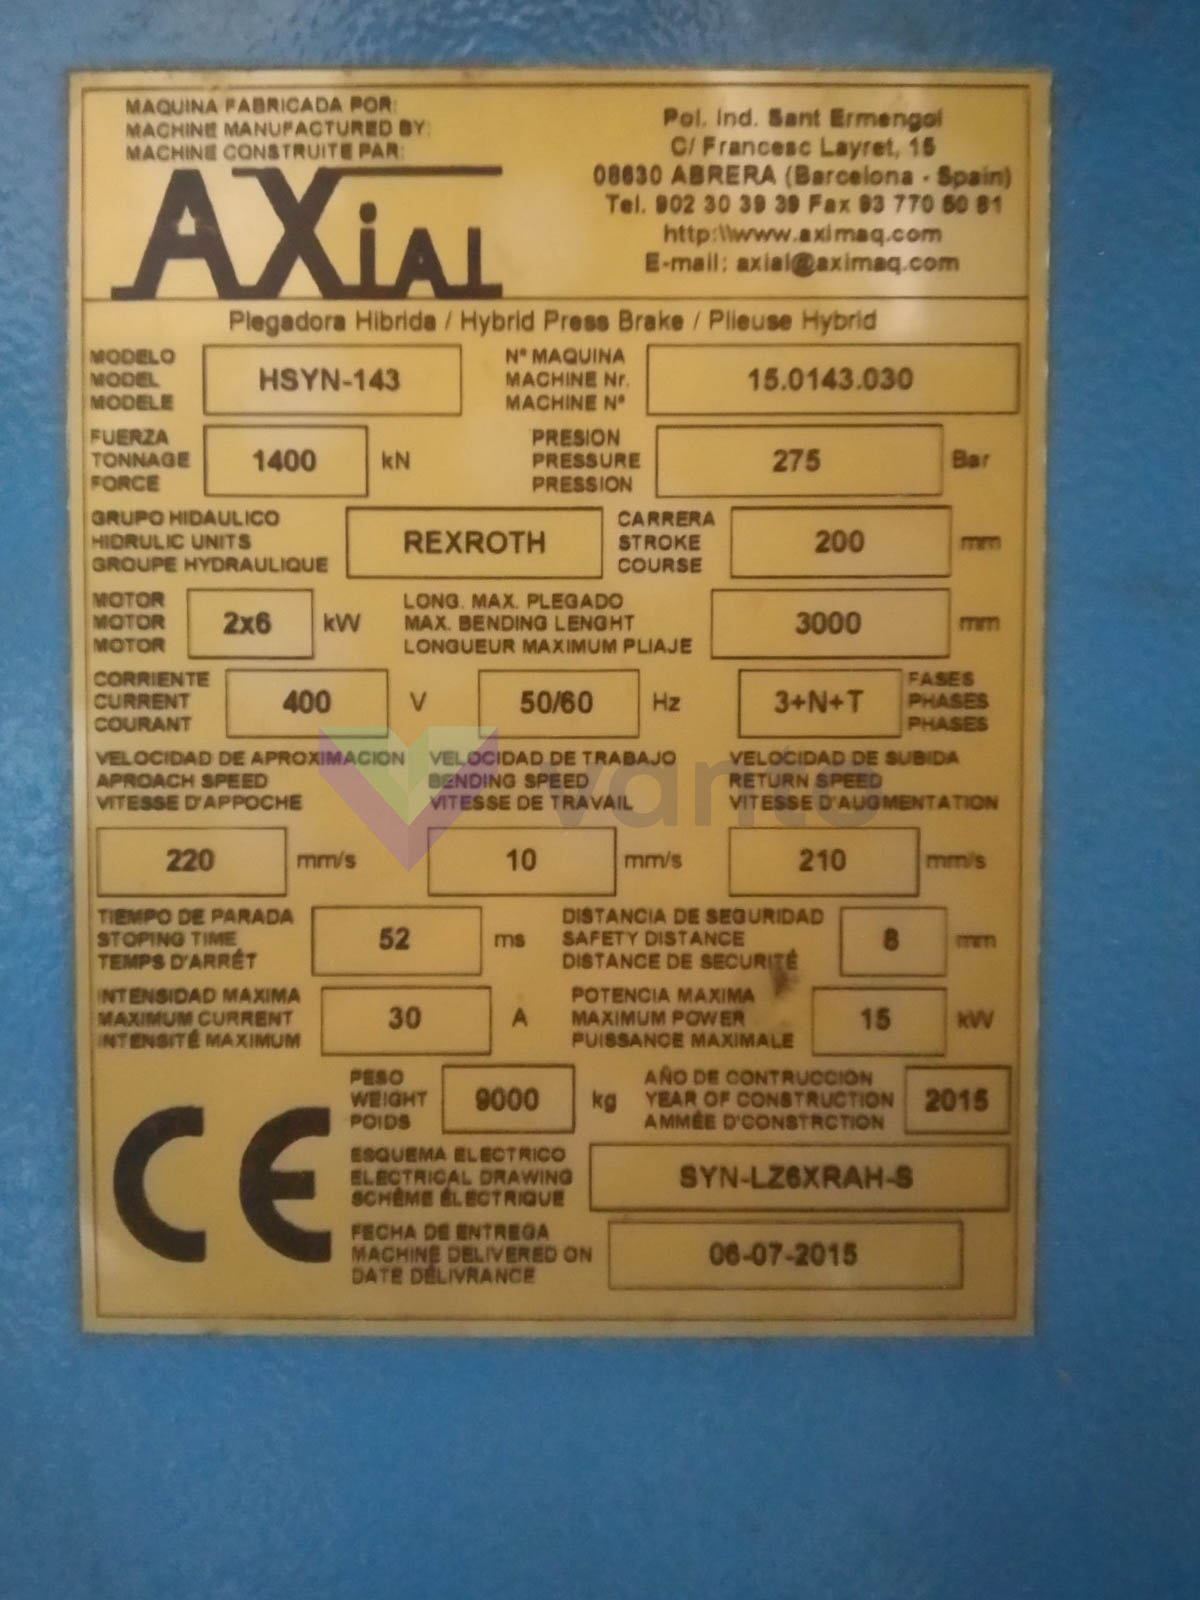 MAQUINA FABRICADA POR:
MACHINE MANUFACTURED BY:
MACHINE CONSTRUITE PAR:
AXiAL
Pol. Ind. Sant Ermengol
C/ Francesc Layret, 15
08630 ABRERA (Barcelona - Spain)
Tel. 902 30 39 39 Fax 93 770 50 81
http:\\www.aximaq.com
E-mail: axial@aximaq.com
Plegadora Hibrida / Hybrid Press Brake / Plieuse Hybrid
MODELO
MODEL
MODELE
HSYN-143
Nº MAQUINA
MACHINE Nr.
MACHINE Nº
15.0143.030
FUERZA
TONNAGE
FORCE
1400 kN
PRESION
PRESSURE
PRESSION
275 Bar
GRUPO HIDAULICO
HIDRULIC UNITS
GROUPE HYDRAULIQUE
REXROTH
CARRERA
STROKE
COURSE
200 mm
MOTOR
MOTOR
MOTOR
2x6 kW
LONG. MAX. PLEGADO
MAX. BENDING LENGHT
LONGUEUR MAXIMUM PLIAJE
3000 mm
CORRIENTE
CURRENT
COURANT
400 V
50/60 Hz
3+N+T
FASES
PHASES
PHASES
VELOCIDAD DE APROXIMACION
APROACH SPEED
VITESSE D'APPOCHE
220 mm/s
VELOCIDAD DE TRABAJO
BENDING SPEED
VITESSE DE TRAVAIL
10 mm/s
VELOCIDAD DE SUBIDA
RETURN SPEED
VITESSE D'AUGMENTATION
210 mm/s
TIEMPO DE PARADA
STOPING TIME
TEMPS D'ARRÊT
52 ms
DISTANCIA DE SEGURIDAD
SAFETY DISTANCE
DISTANCE DE SECURITÉ
8 mm
INTENSIDAD MAXIMA
MAXIMUM CURRENT
INTENSITÉ MAXIMUM
30 A
POTENCIA MAXIMA
MAXIMUM POWER
PUISSANCE MAXIMALE
15 kW
CE
PESO
WEIGHT
POIDS
9000 kg
AÑO DE CONTRUCCION
YEAR OF CONSTRUCTION
AMMÉE D'CONSTRCTION
2015
ESQUEMA ELECTRICO
ELECTRICAL DRAWING
SCHÈME ÉLECTRIQUE
SYN-LZ6XRAH-S
FECHA DE ENTREGA
MACHINE DELIVERED ON
DATE DÉLIVRANCE
06-07-2015